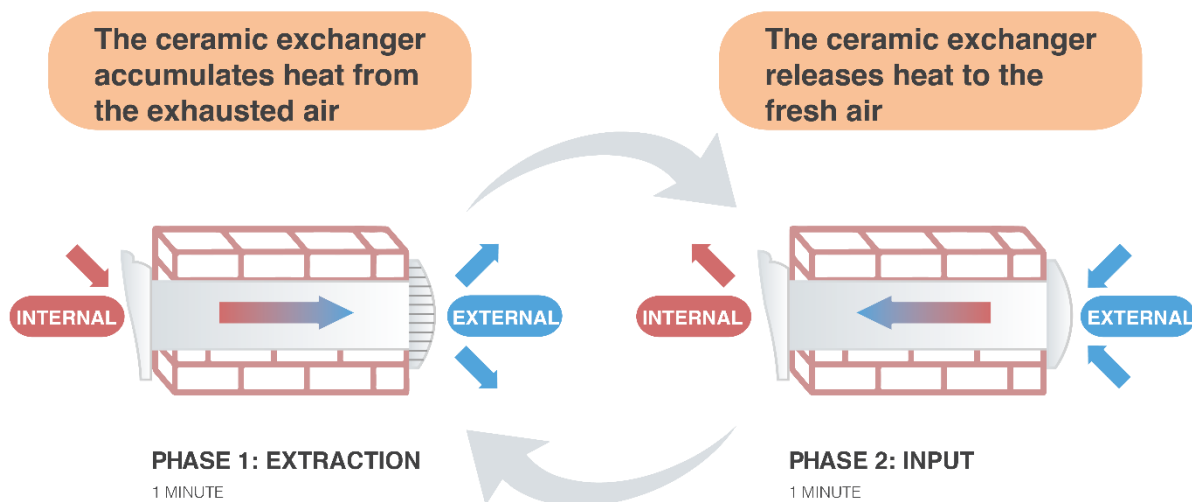 The ceramic exchanger
accumulates heat from
the exhausted air
The ceramic exchanger
releases heat to the
fresh air
INTERNAL
EXTERNAL
INTERNAL
EXTERNAL
PHASE 1: EXTRACTION
1 MINUTE
PHASE 2: INPUT
1 MINUTE